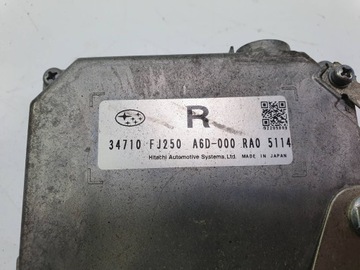 R
34710 FJ250 A6D-000 RA0 5114
Hitachi Automotive Systems, Ltd. MADE IN JAPAN